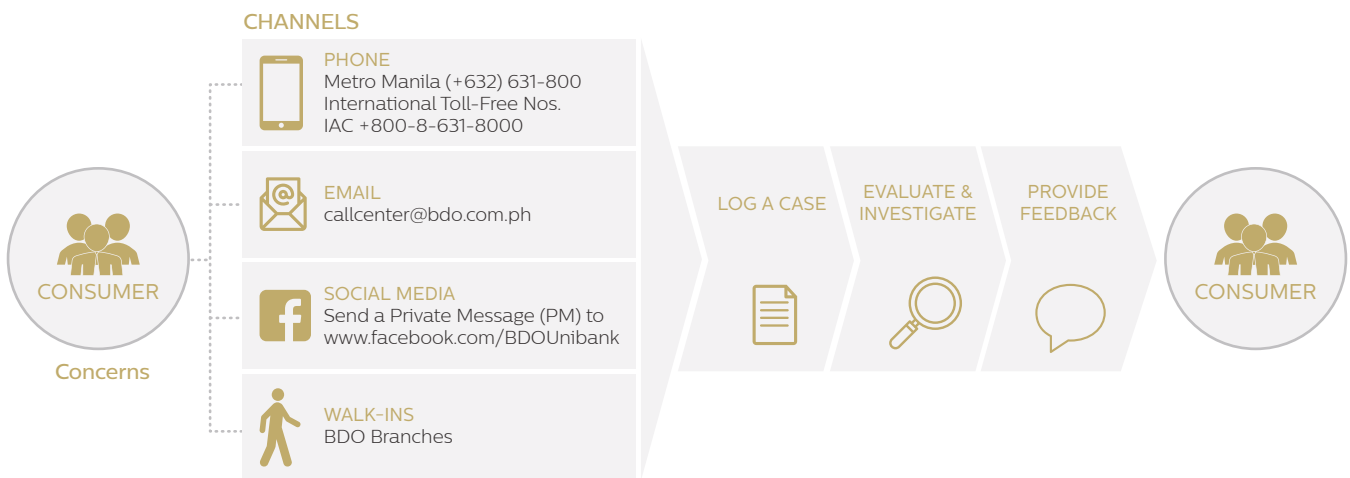 CHANNELS
PHONE
Metro Manila (+632) 631-800
International Toll-Free Nos.
IAC +800-8-631-8000
EMAIL
callcenter@bdo.com.ph
SOCIAL MEDIA
Send a Private Message (PM) to
www.facebook.com/BDOUnibank
WALK-INS
BDO Branches
CONSUMER
Concerns
LOG A CASE
EVALUATE &
INVESTIGATE
PROVIDE
FEEDBACK
CONSUMER